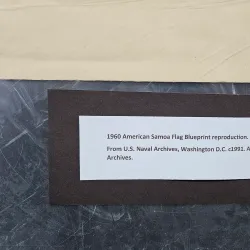 1960 American Samoa Flag Blueprint reproduction.
From U.S. Naval Archives, Washington D.C. c1991. A
Archives.